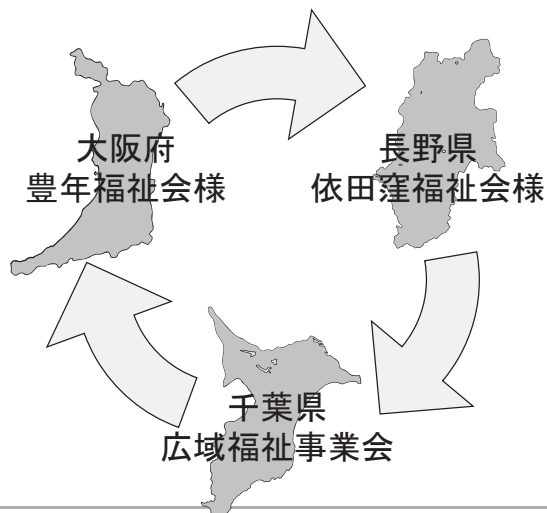 大阪府
豊年福祉会様
長野県
依田窪福祉会様
千葉県
広域福祉事業会